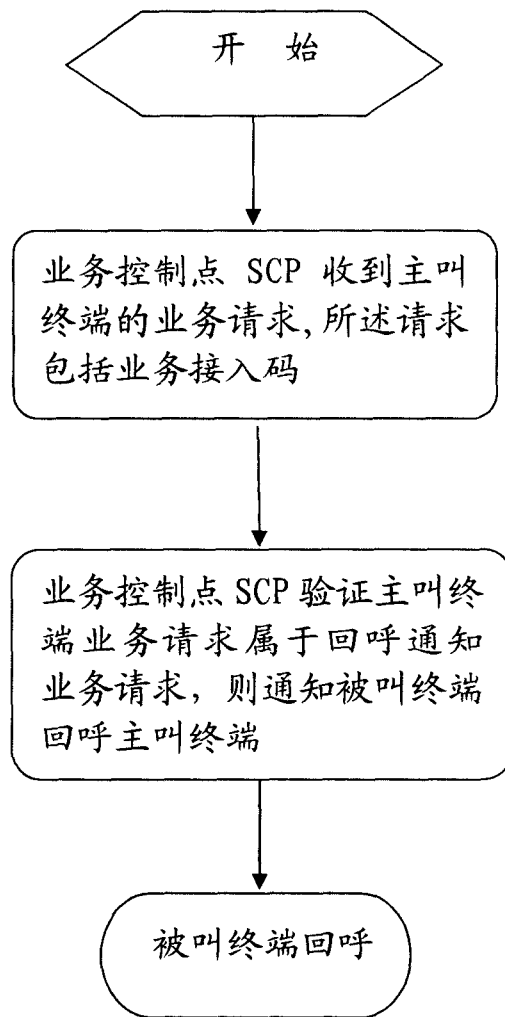 开 始
业务控制点 SCP 收到主叫
终端的业务请求,所述请求
包括业务接入码
业务控制点 SCP 验证主叫终
端业务请求属于回呼通知
业务请求，则通知被叫终端
回呼主叫终端
被叫终端回呼